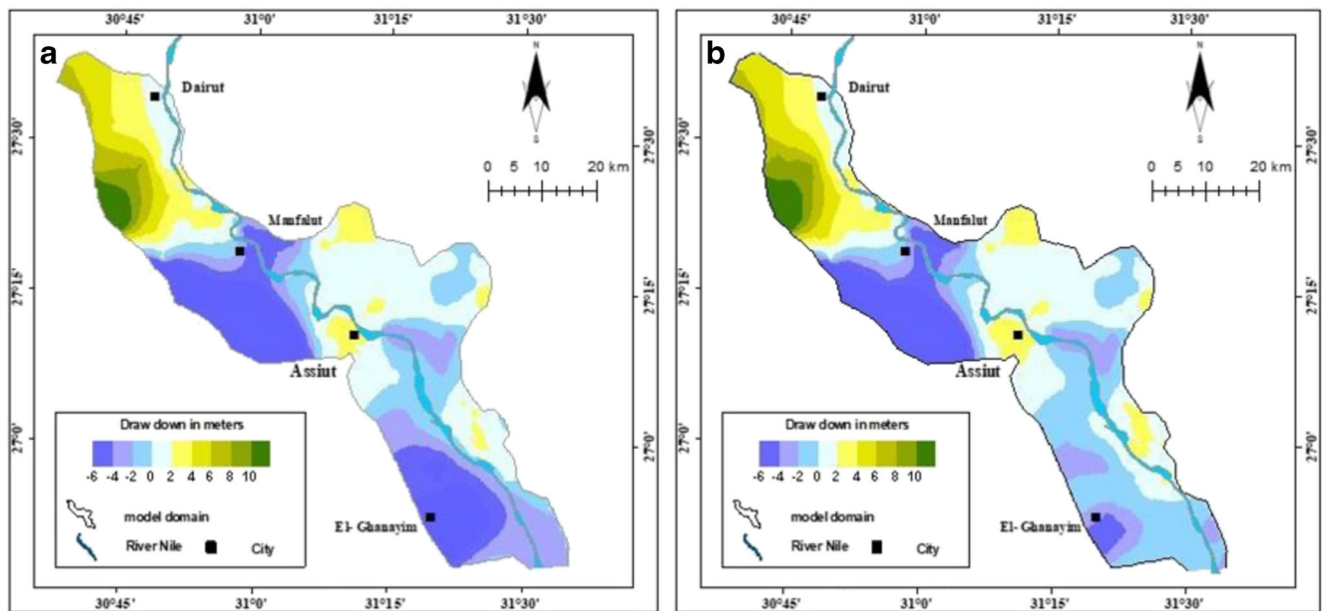 30°45' 31°0' 31°15' 31°30'
a
N
S
Dairut
0 5 10 20 km
27°30'
27°30'
Manfalut
27°15'
27°15'
Assiut
27°0'
27°0'
Draw down in meters
-6 -4 -2 0 2 4 6 8 10
model domain
River Nile
City
El- Ghanayim
30°45' 31°0' 31°15' 31°30'
30°45' 31°0' 31°15' 31°30'
b
N
S
Dairut
0 5 10 20 km
27°30'
27°30'
Manfalut
27°15'
27°15'
Assiut
27°0'
27°0'
Draw down in meters
-6 -4 -2 0 2 4 6 8 10
model domain
River Nile
City
El- Ghanayim
30°45' 31°0' 31°15' 31°30'